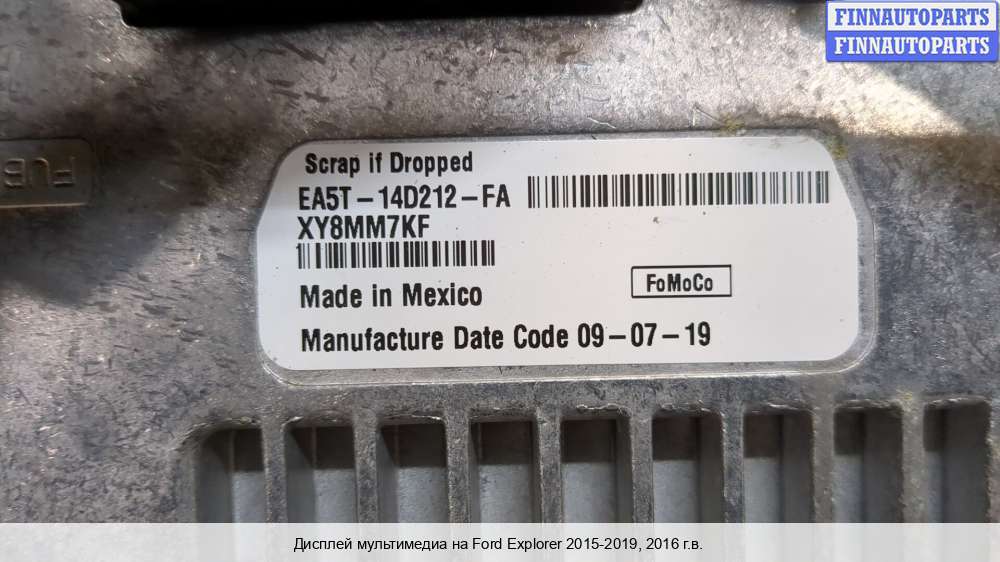 FINNAUTOPARTS
FINNAUTOPARTS
Scrap if Dropped
EA5T-14D212-FA
XY8MM7KF
FoMoCo
Made in Mexico
Manufacture Date Code 09-07-19
FUB
Дисплей мультимедиа на Ford Explorer 2015-2019, 2016 г.в.